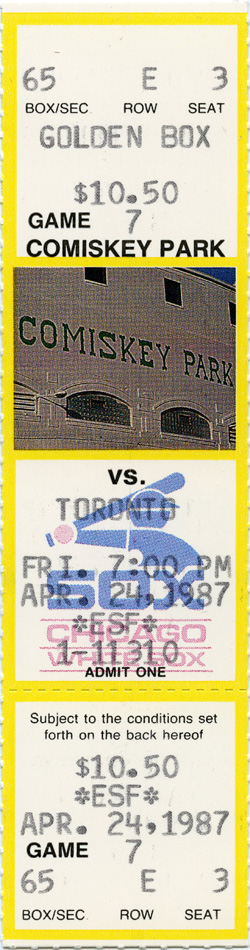 65 E 3
BOX/SEC ROW SEAT
GOLDEN BOX
$10.50
GAME 7
COMISKEY PARK
COMISKEY PARK
VS.
TORONTO
FRI. 7:00 PM
SOX
APR. 24,1987
*ESF*
CHICAGO
1-11310
WHITE SOX
ADMIT ONE
Subject to the conditions set
forth on the back hereof
$10.50
*ESF*
APR. 24,1987
GAME 7
65 E 3
BOX/SEC ROW SEAT